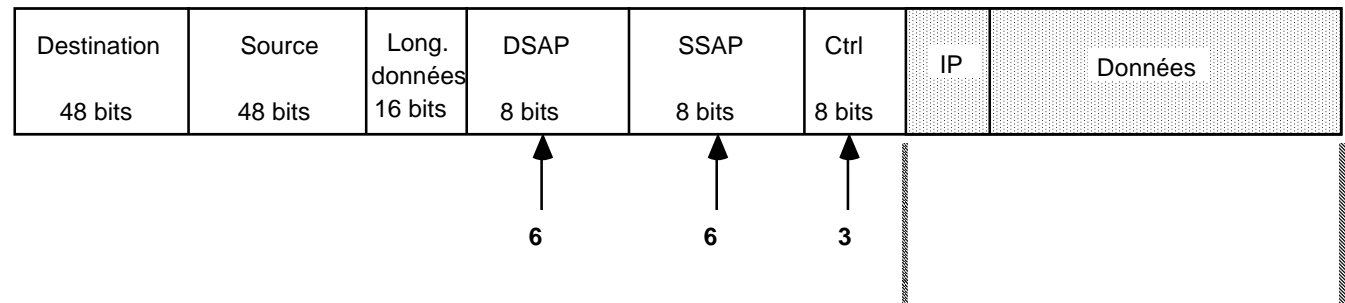 Destination
48 bits
Source
48 bits
Long.
données
16 bits
DSAP
8 bits
SSAP
8 bits
Ctrl
8 bits
IP
Données
6
6
3